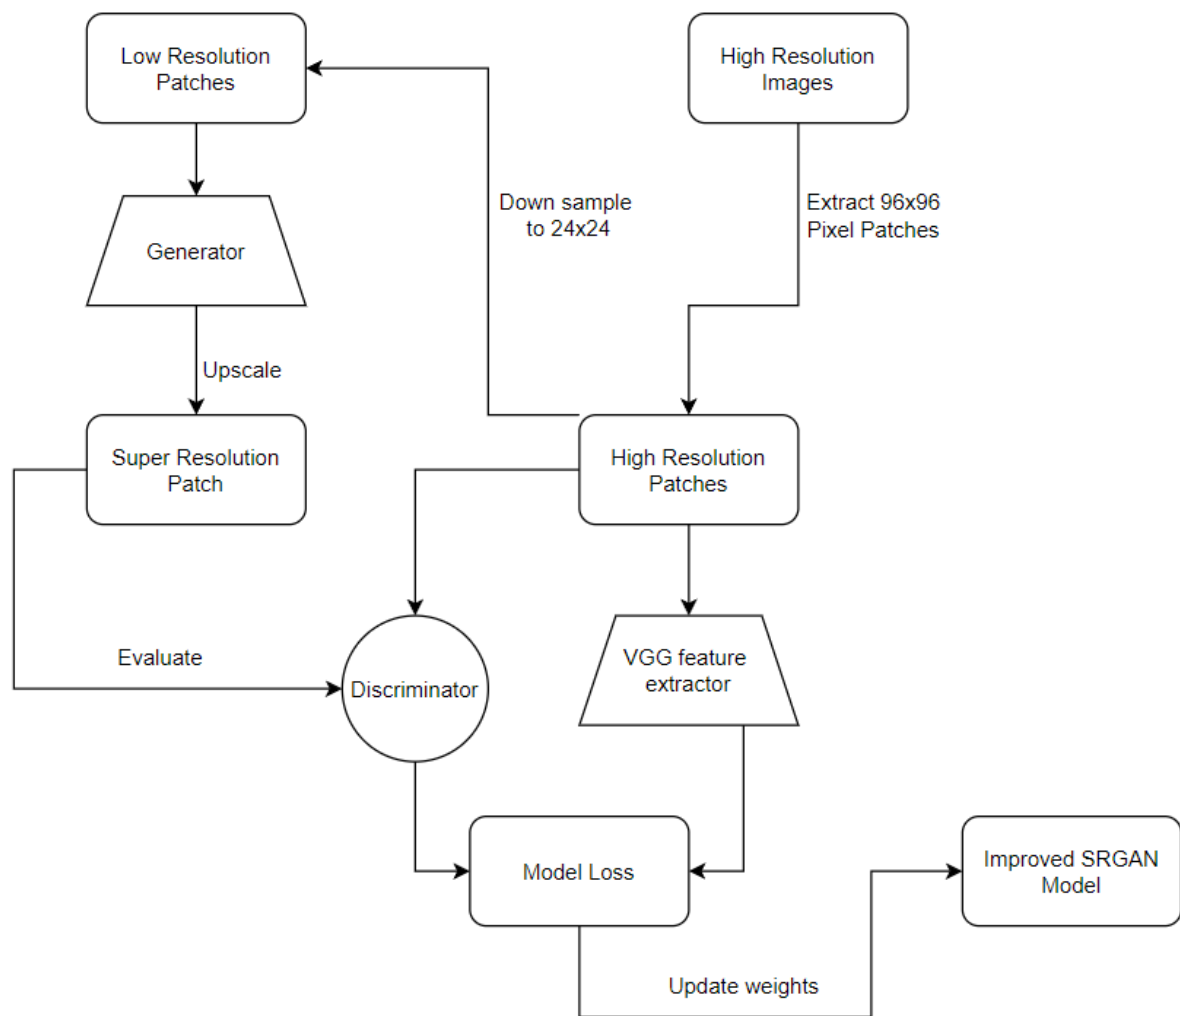 Low Resolution
Patches
High Resolution
Images
Down sample
to 24x24
Extract 96x96
Pixel Patches
Generator
Upscale
Super Resolution
Patch
High Resolution
Patches
Evaluate
Discriminator
VGG feature
extractor
Model Loss
Improved SRGAN
Model
Update weights